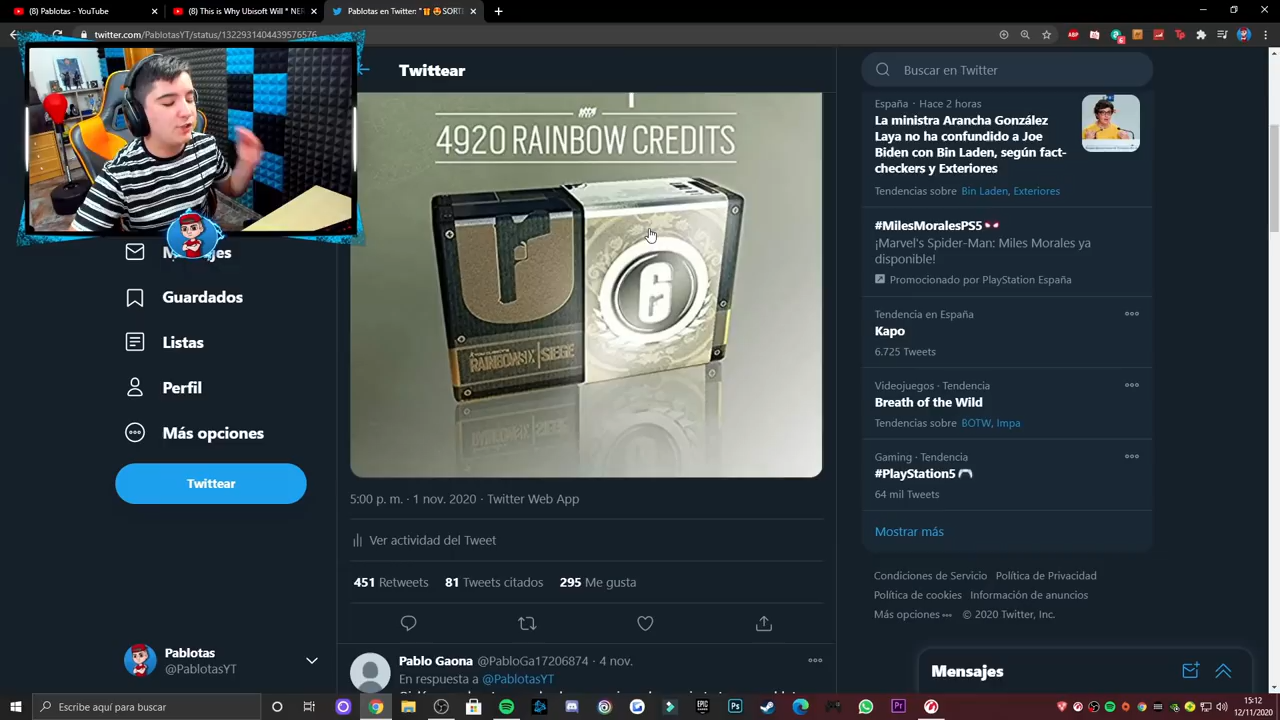 (8) Pablotas - YouTube
(8) This is Why Ubisoft Will * NER
Pablotas en Twitter: "🎁😍SORTI
twitter.com/PablotasYT/status/1322931404439576576
Twittear
Buscar en Twitter
4920 RAINBOW CREDITS
RAINBOW SIX | SIEGE
6
España · Hace 2 horas
La ministra Arancha González
Laya no ha confundido a Joe
Biden con Bin Laden, según fact-
checkers y Exteriores
Tendencias sobre Bin Laden, Exteriores
#MilesMoralesPS5
¡Marvel's Spider-Man: Miles Morales ya
disponible!
Promocionado por PlayStation España
Tendencia en España
Kapo
6.725 Tweets
Videojuegos · Tendencia
Breath of the Wild
Tendencias sobre BOTW, Impa
Gaming · Tendencia
#PlayStation5
64 mil Tweets
Mostrar más
Condiciones de Servicio Política de Privacidad
Política de cookies Información de anuncios
Más opciones ••• © 2020 Twitter, Inc.
Mensajes
Guardados
Listas
Perfil
Más opciones
Twittear
5:00 p. m. · 1 nov. 2020 · Twitter Web App
Ver actividad del Tweet
451 Retweets 81 Tweets citados 295 Me gusta
Pablo Gaona @PabloGa17206874 · 4 nov.
En respuesta a @PablotasYT
Pablotas
@PablotasYT
Mensajes
Escribe aquí para buscar
15:12
12/11/2020